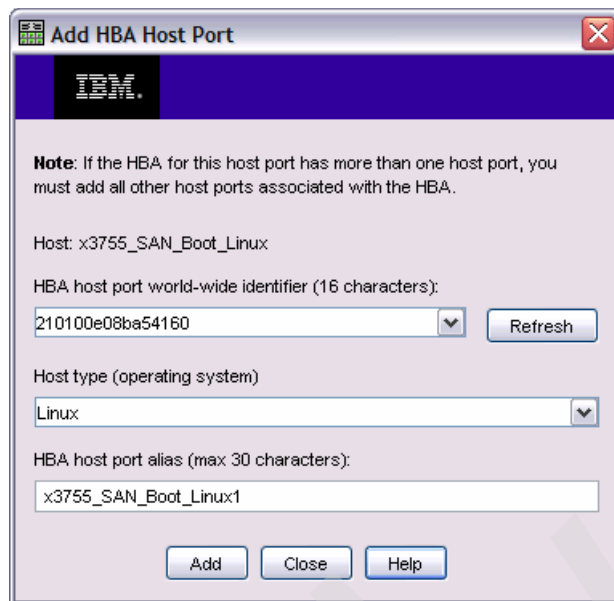 Add HBA Host Port
IBM.
Note: If the HBA for this host port has more than one host port, you
must add all other host ports associated with the HBA.
Host: x3755_SAN_Boot_Linux
HBA host port world-wide identifier (16 characters):
210100e08ba54160
Refresh
Host type (operating system)
Linux
HBA host port alias (max 30 characters):
x3755_SAN_Boot_Linux1
Add Close Help